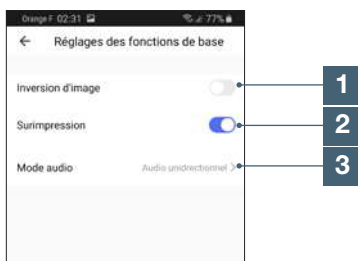 Orange F 02:31 77%
← Réglages des fonctions de base
Inversion d'image 1
Surimpression 2
Mode audio Audio unidirectionnel > 3